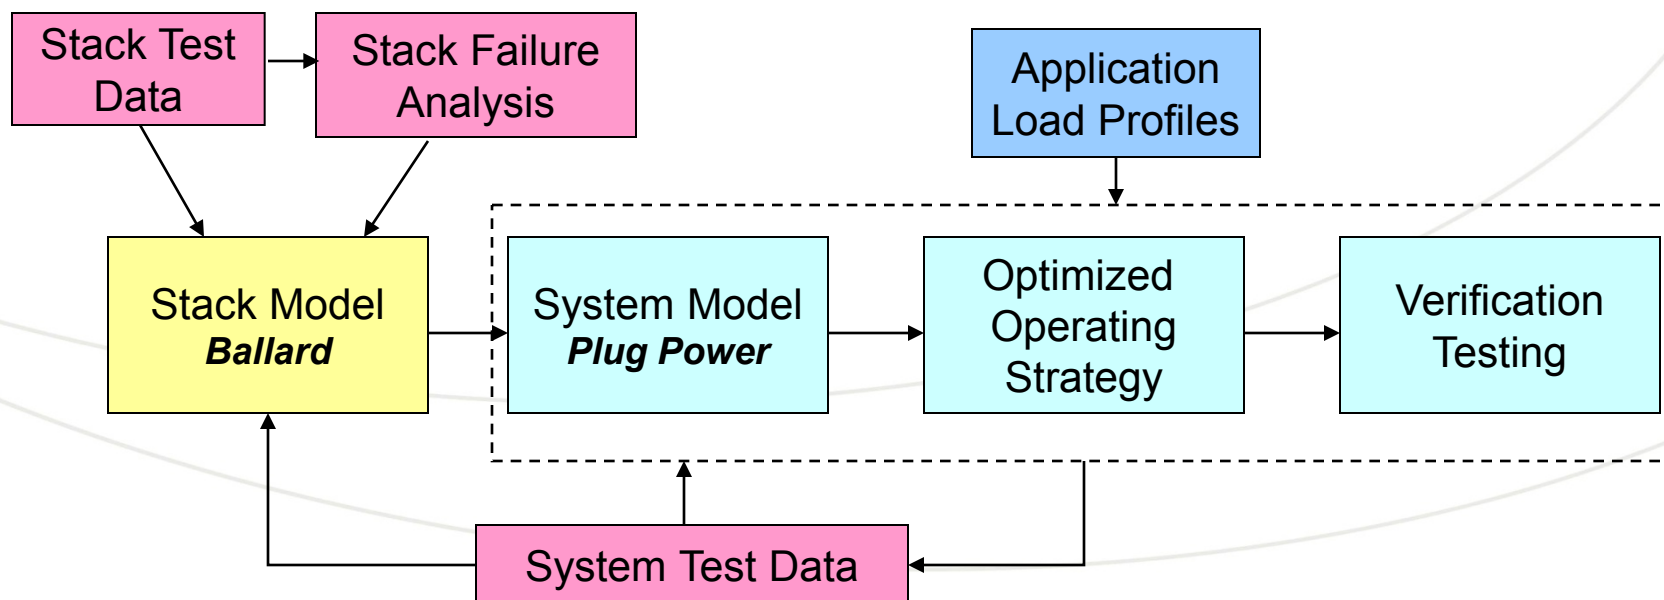 Stack Test
Data
Stack Failure
Analysis
Application
Load Profiles
Stack Model
Ballard
System Model
Plug Power
Optimized
Operating
Strategy
Verification
Testing
System Test Data